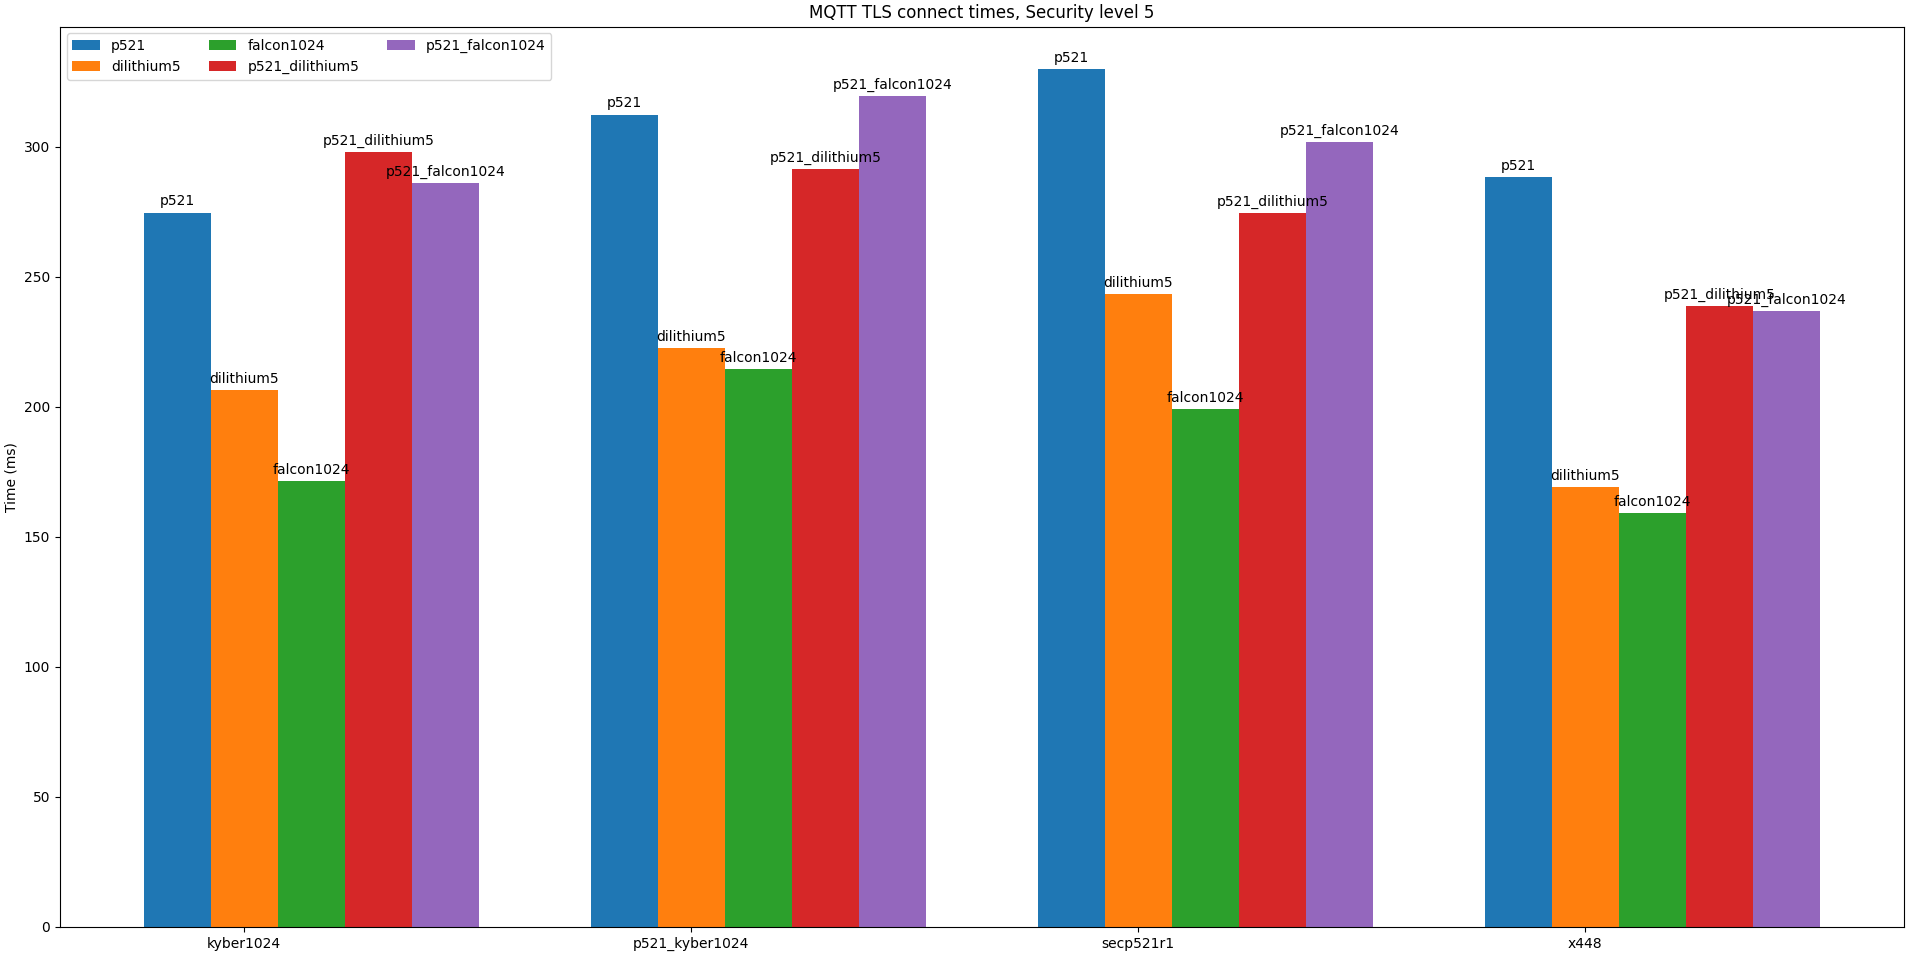 MQTT TLS connect times, Security level 5
p521
dilithium5
falcon1024
p521_dilithium5
p521_falcon1024
Time (ms)
300
250
200
150
100
50
0
p521
dilithium5
falcon1024
p521_dilithium5
p521_falcon1024
p521
dilithium5
falcon1024
p521_dilithium5
p521_falcon1024
p521
dilithium5
falcon1024
p521_dilithium5
p521_falcon1024
p521
dilithium5
falcon1024
p521_dilithium5
p521_falcon1024
kyber1024
p521_kyber1024
secp521r1
x448